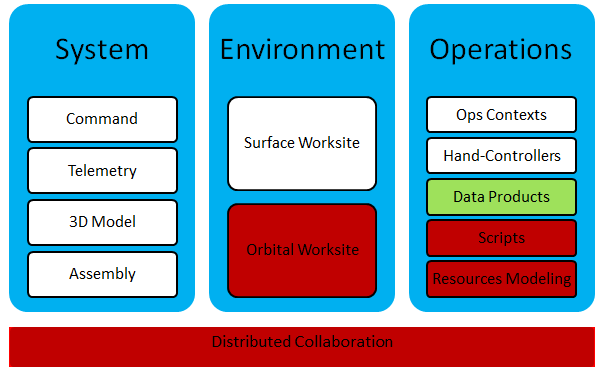 System
Command
Telemetry
3D Model
Assembly
Environment
Surface Worksite
Orbital Worksite
Operations
Ops Contexts
Hand-Controllers
Data Products
Scripts
Resources Modeling
Distributed Collaboration